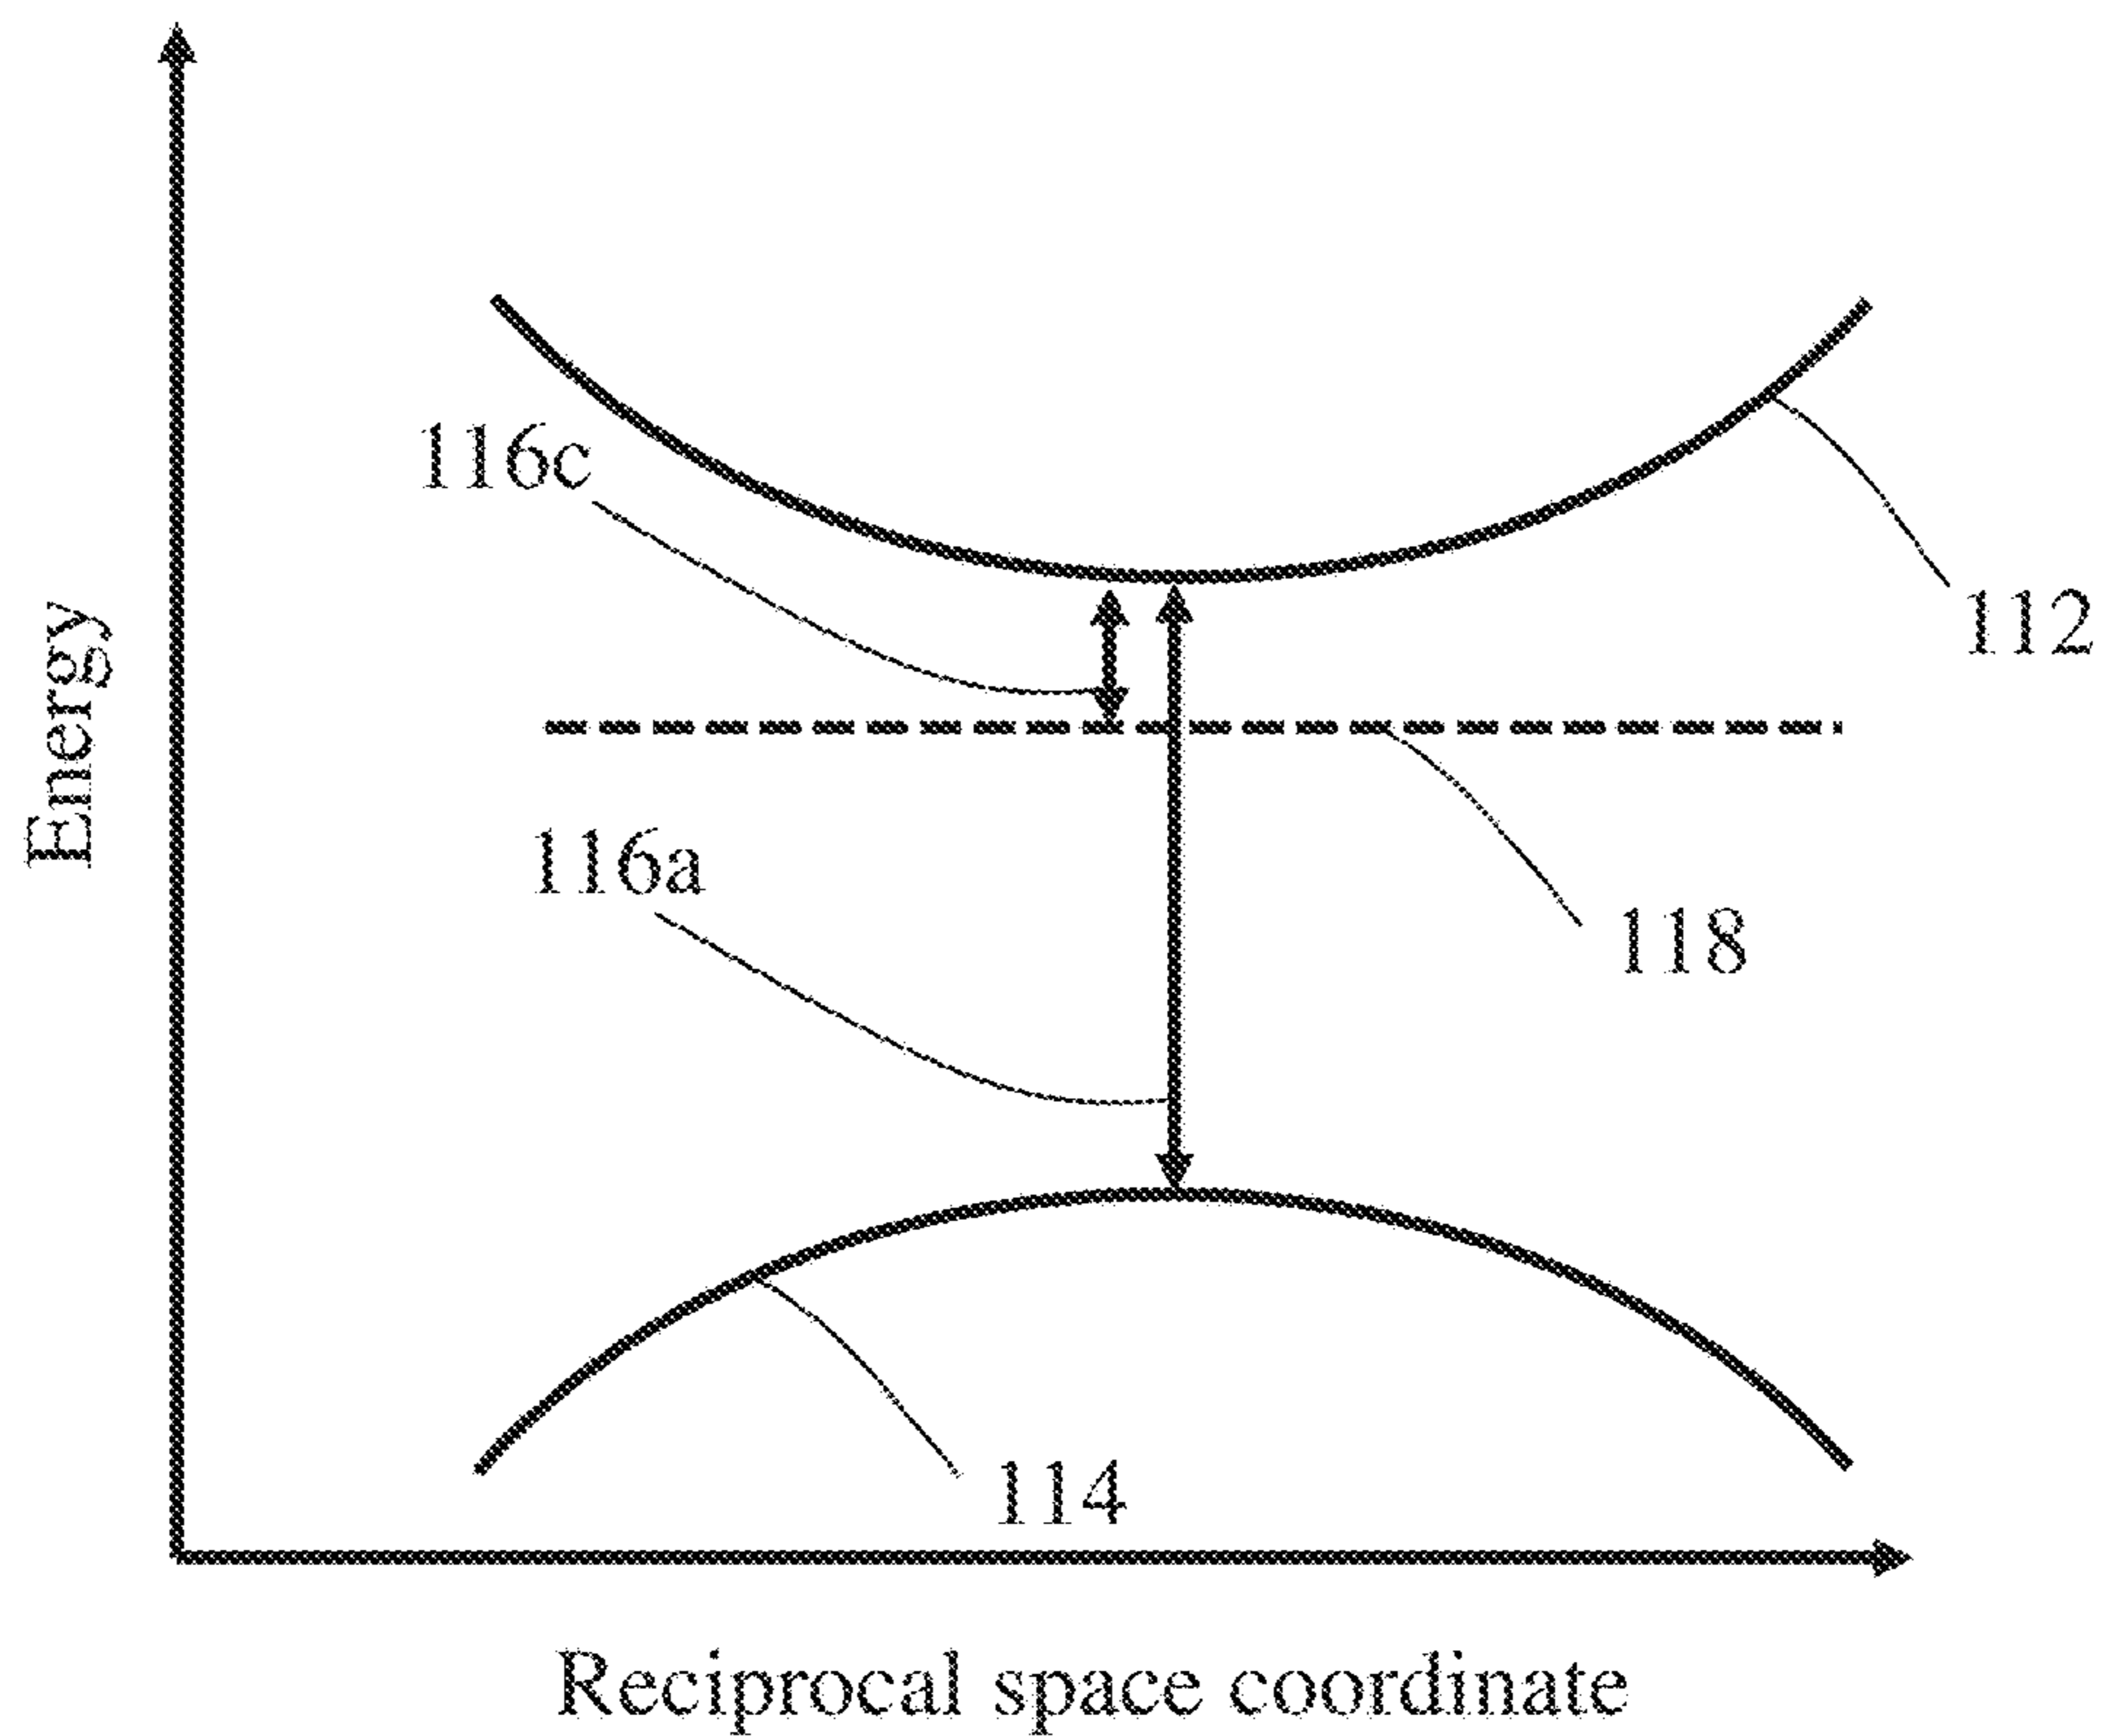 116c
112
Energy
116a
118
114
Reciprocal space coordinate